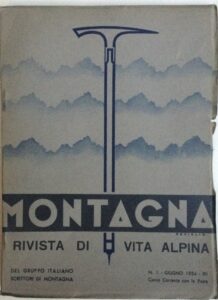 MONTAGNA
RIVISTA DI VITA ALPINA
DEL GRUPPO ITALIANO
SCRITTORI DI MONTAGNA
N. 1 - GIUGNO 1934 - XII
Conto Corrente con la Posta